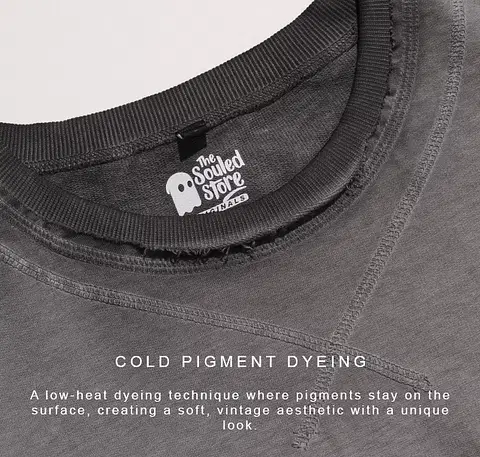 The
Souled
Store
ORIGINALS
COLD PIGMENT DYEING
A low-heat dyeing technique where pigments stay on the
surface, creating a soft, vintage aesthetic with a unique
look.